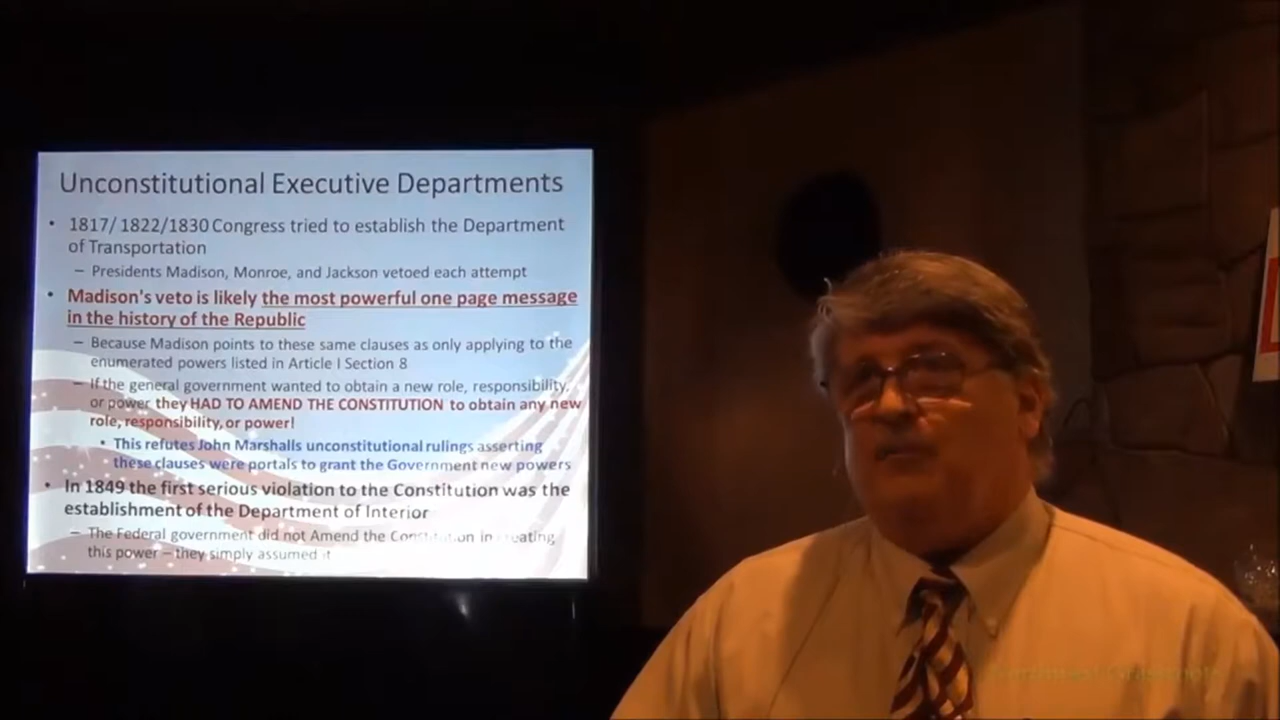 Unconstitutional Executive Departments
• 1817/ 1822/1830 Congress tried to establish the Department
of Transportation
– Presidents Madison, Monroe, and Jackson vetoed each attempt
• Madison's veto is likely the most powerful one page message
in the history of the Republic
– Because Madison points to these same clauses as only applying to the
enumerated powers listed in Article I Section 8
– If the general government wanted to obtain a new role, responsibility,
or power they HAD TO AMEND THE CONSTITUTION to obtain any new
role, responsibility, or power!
• This refutes John Marshalls unconstitutional rulings asserting
these clauses were portals to grant the Government new powers
• In 1849 the first serious violation to the Constitution was the
establishment of the Department of Interior
– The Federal government did not Amend the Constitution in creating
this power – they simply assumed it